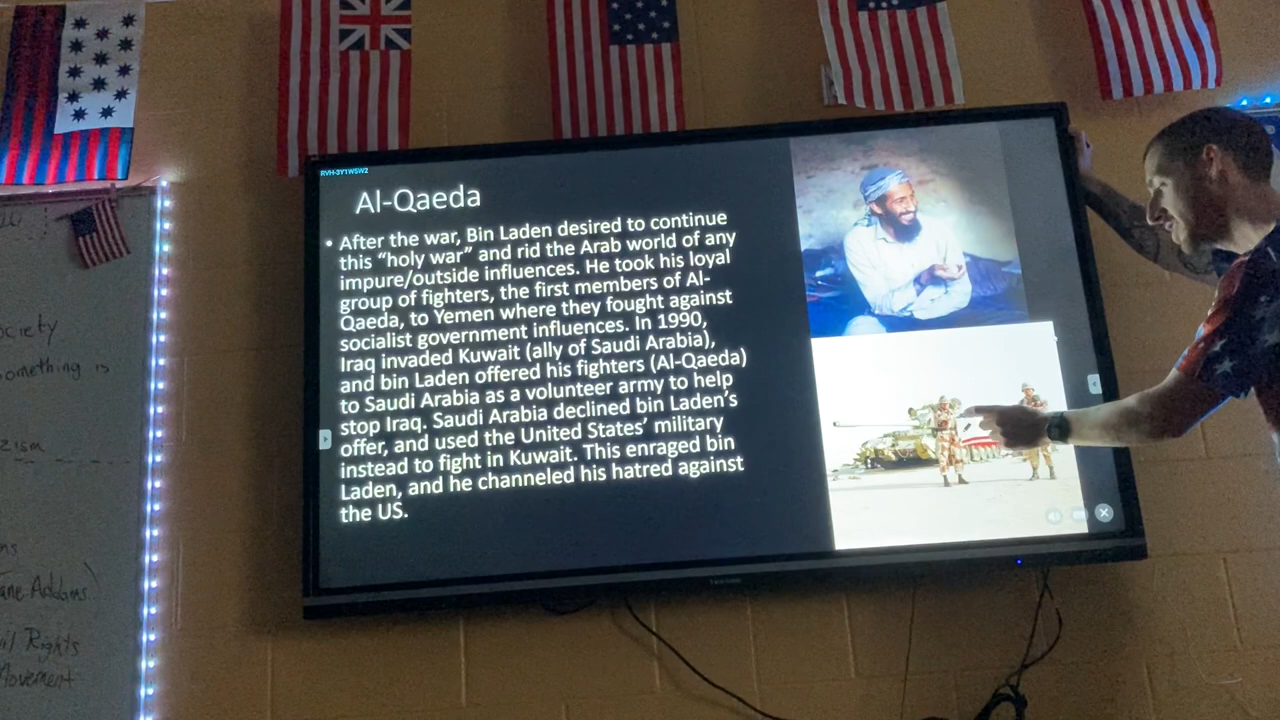 RVH-3Y1W5W2
Al-Qaeda
• After the war, Bin Laden desired to continue
this “holy war” and rid the Arab world of any
impure/outside influences. He took his loyal
group of fighters, the first members of Al-
Qaeda, to Yemen where they fought against
socialist government influences. In 1990,
Iraq invaded Kuwait (ally of Saudi Arabia),
and bin Laden offered his fighters (Al-Qaeda)
to Saudi Arabia as a volunteer army to help
stop Iraq. Saudi Arabia declined bin Laden’s
offer, and used the United States’ military
instead to fight in Kuwait. This enraged bin
Laden, and he channeled his hatred against
the US.
ociety
omething is
zism
ms
ane Addams)
il Rights
Movement